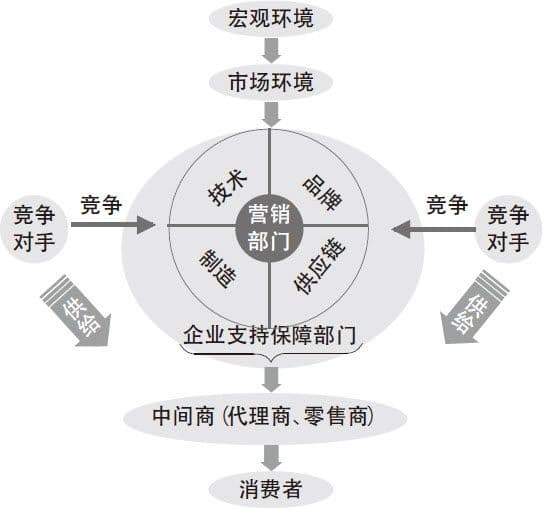 宏观环境
市场环境
技术
品牌
营销
部门
制造
供应链
竞争
对手
竞争
竞争
竞争
对手
供给
供给
企业支持保障部门
中间商(代理商、零售商)
消费者